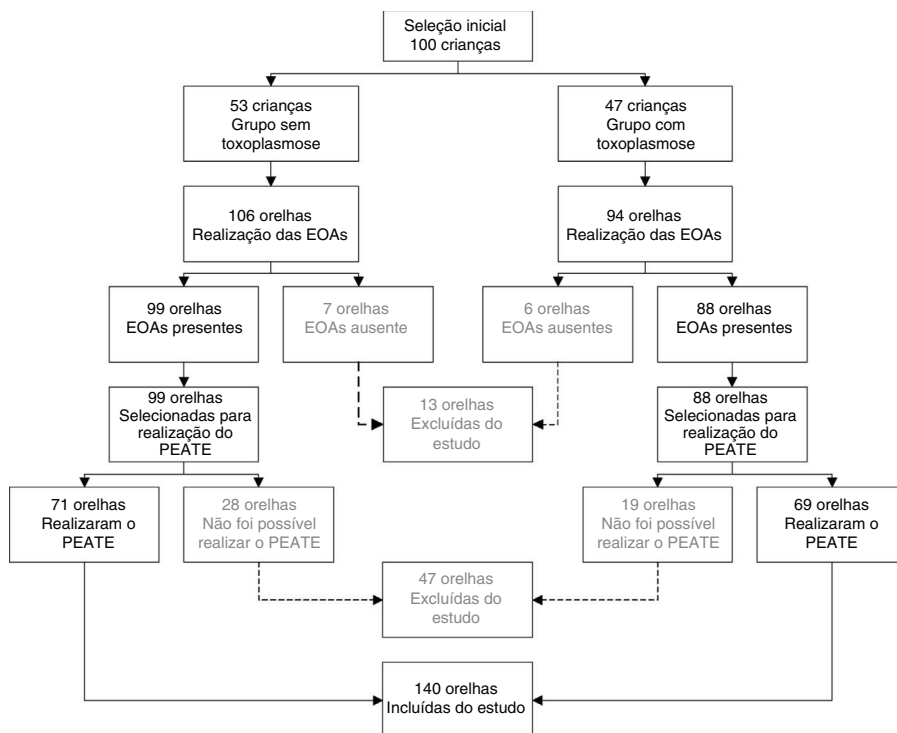 Seleção inicial
100 crianças
53 crianças
Grupo sem
toxoplasmose
47 crianças
Grupo com
toxoplasmose
106 orelhas
Realização das EOAs
94 orelhas
Realização das EOAs
99 orelhas
EOAs presentes
7 orelhas
EOAs ausente
6 orelhas
EOAs ausentes
88 orelhas
EOAs presentes
99 orelhas
Selecionadas para
realização do
PEATE
13 orelhas
Excluídas do
estudo
88 orelhas
Selecionadas para
realização do
PEATE
71 orelhas
Realizaram o
PEATE
28 orelhas
Não foi possível
realizar o PEATE
19 orelhas
Não foi possível
realizar o PEATE
69 orelhas
Realizaram o
PEATE
47 orelhas
Excluídas do
estudo
140 orelhas
Incluídas do estudo